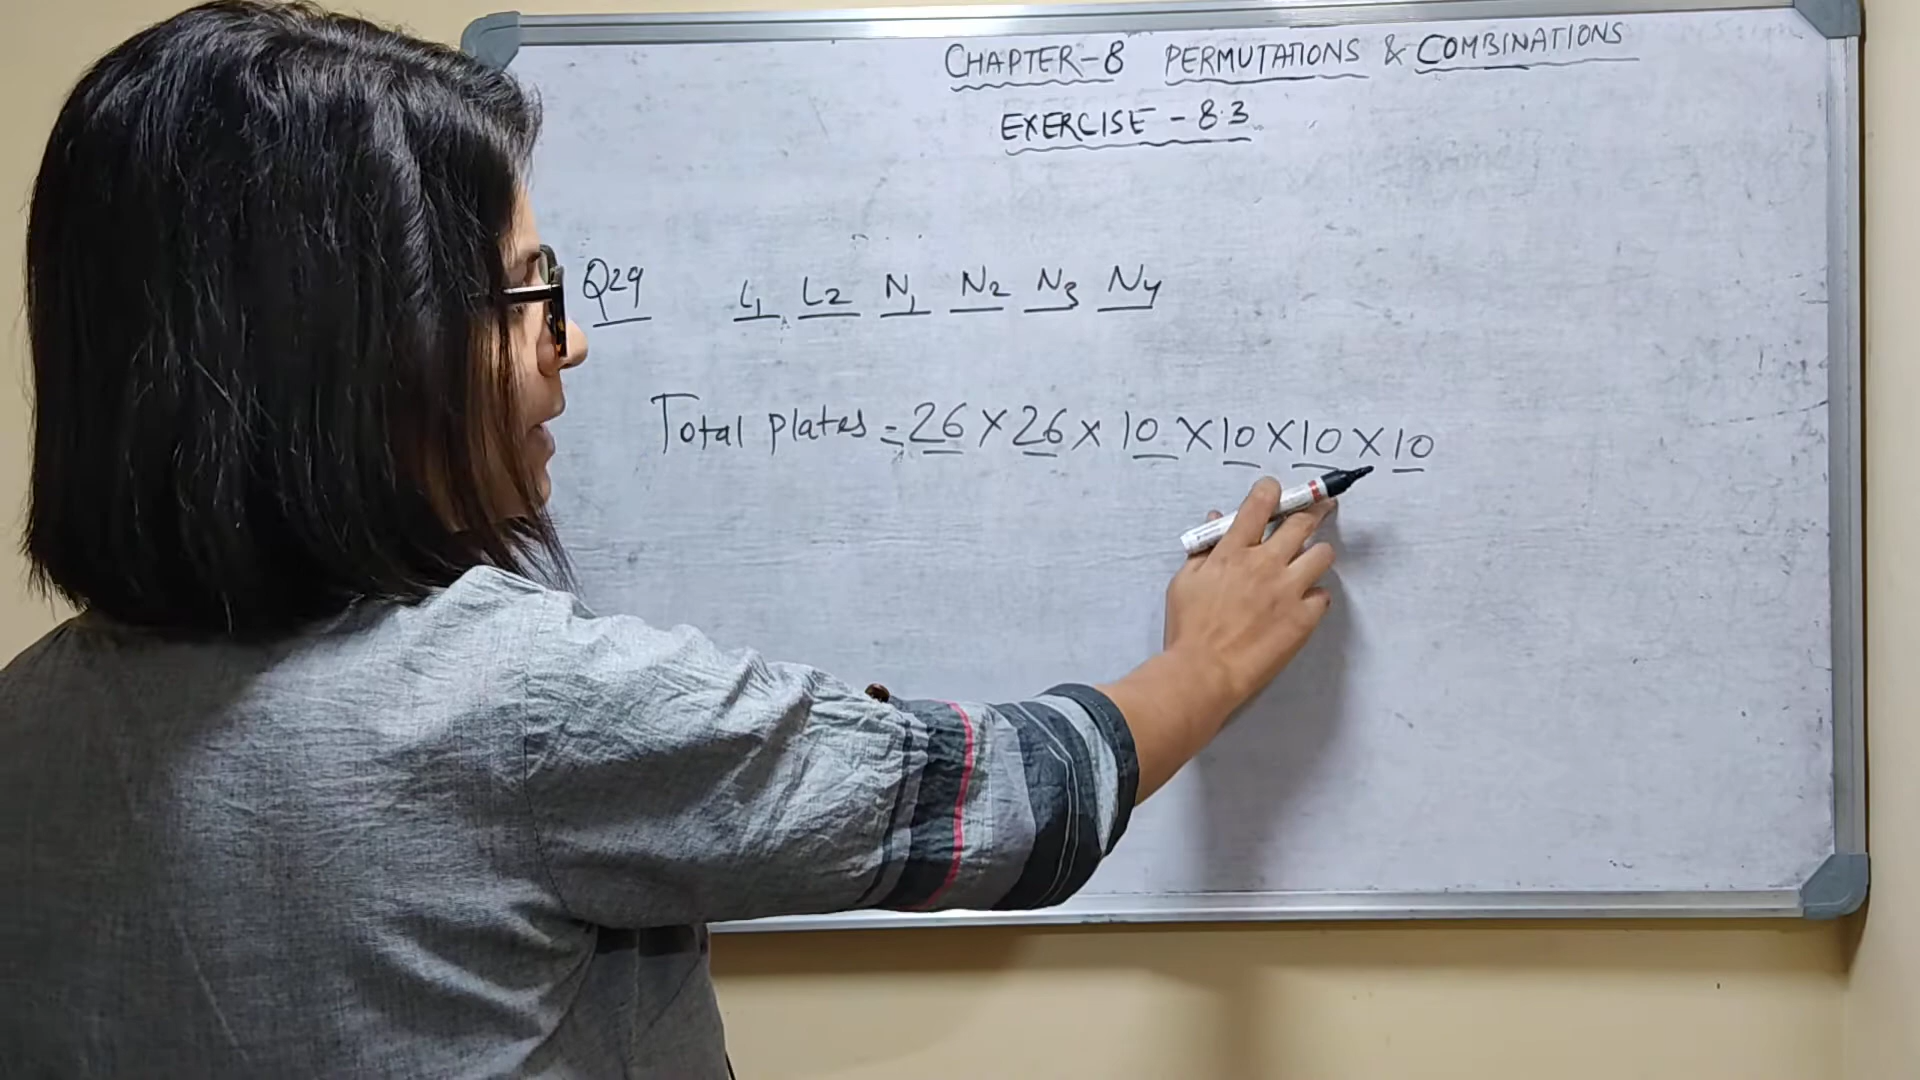 CHAPTER-8 PERMUTATIONS & COMBINATIONS
EXERCISE - 8.3
Q29 L1 L2 N1 N2 N3 N4
Total plates = 26 X 26 X 10 X 10 X 10 X 10